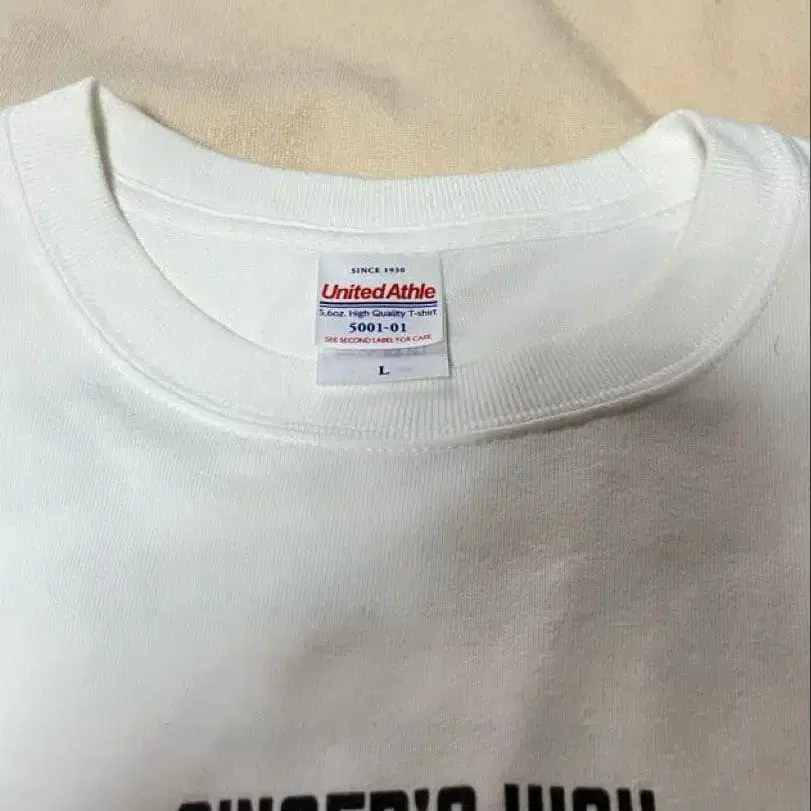 SINCE 1930
United Athle
5.6oz. High Quality T-shirt
5001-01
SEE SECOND LABEL FOR CARE
L